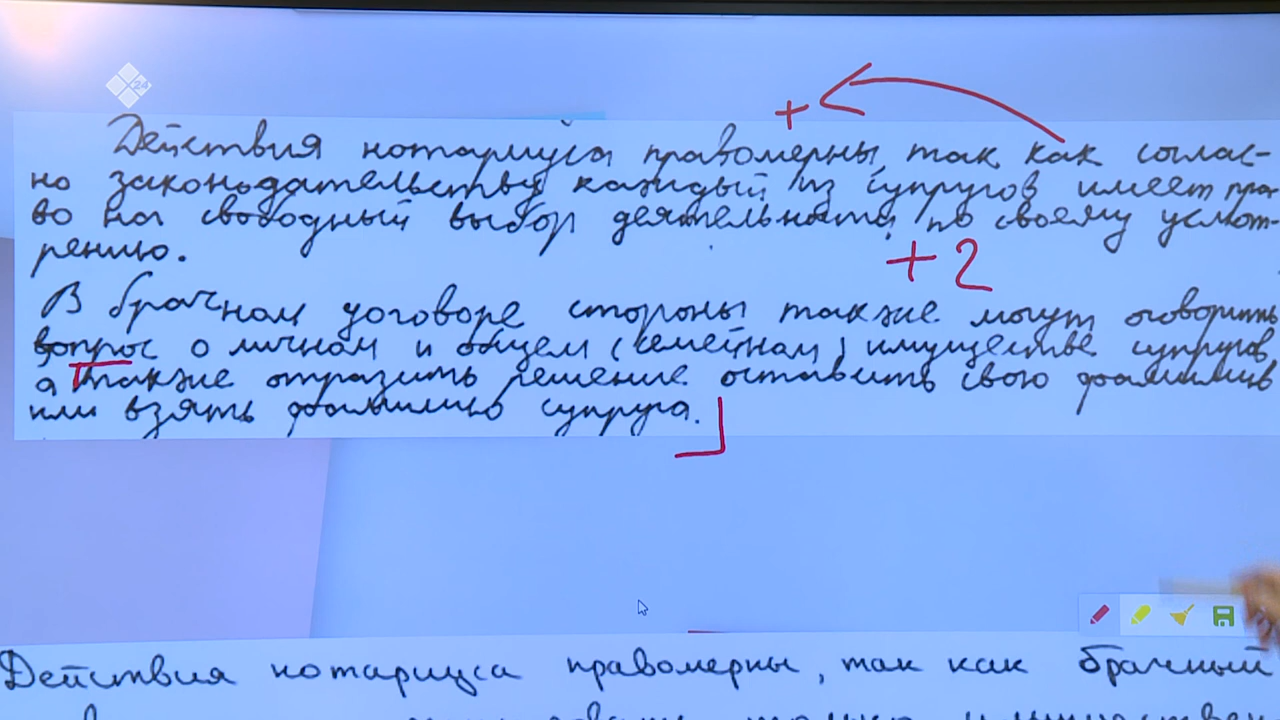 24
+
Действия нотариуса правомерны, так как соглас-
но законодательству каждый из супругов имеет пра-
во на свободный выбор деятельности по своему усмот-
рению.
+2
В брачном договоре стороны также могут оговорить
вопрос о личном и общем (семейном) имуществе супругов,
а также отразить решение оставить свою фамилию
или взять фамилию супруга.
Действия нотариуса правомерны, так как брачный
только